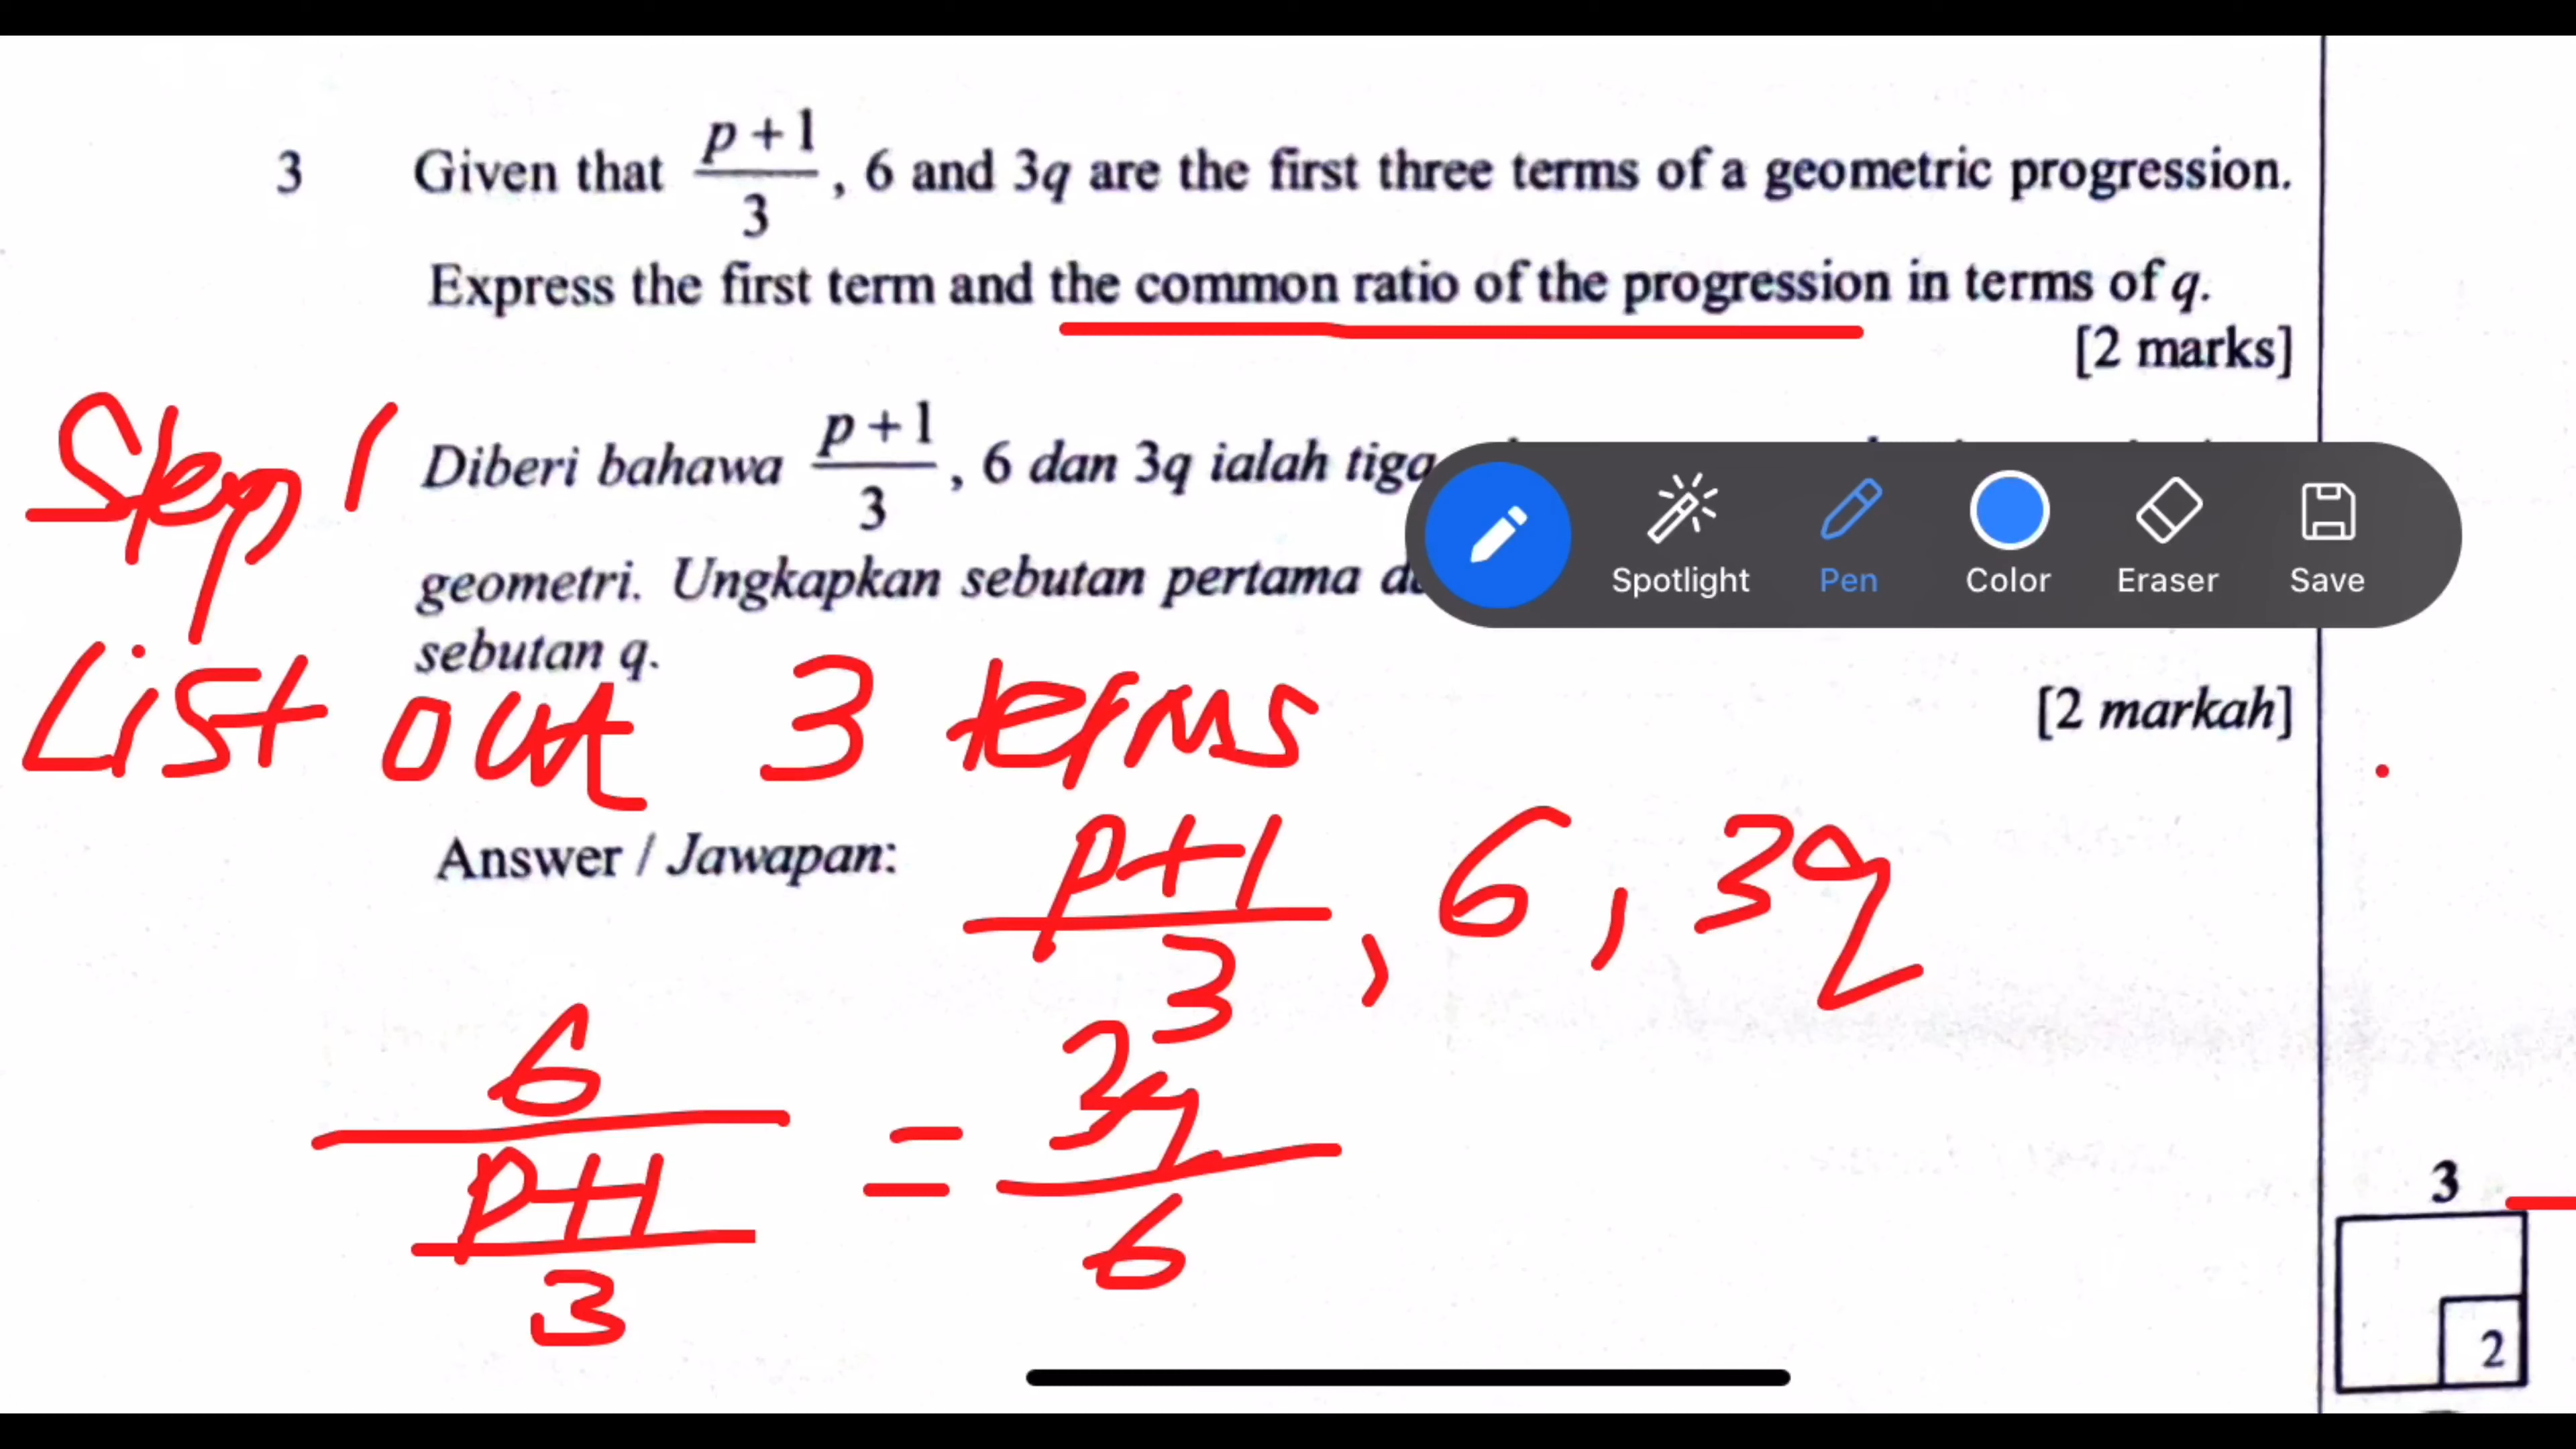 3 Given that p + 1 / 3 , 6 and 3q are the first three terms of a geometric progression.
Express the first term and the common ratio of the progression in terms of q.
[2 marks]
Step 1
Diberi bahawa p + 1 / 3 , 6 dan 3q ialah tiga
Spotlight Pen Color Eraser Save
geometri. Ungkapkan sebutan pertama
sebutan q.
List out 3 terms
[2 markah]
Answer / Jawapan: p+1 / 3 , 6 , 3q
6 / p+1 / 3 = 3q / 6
3
2